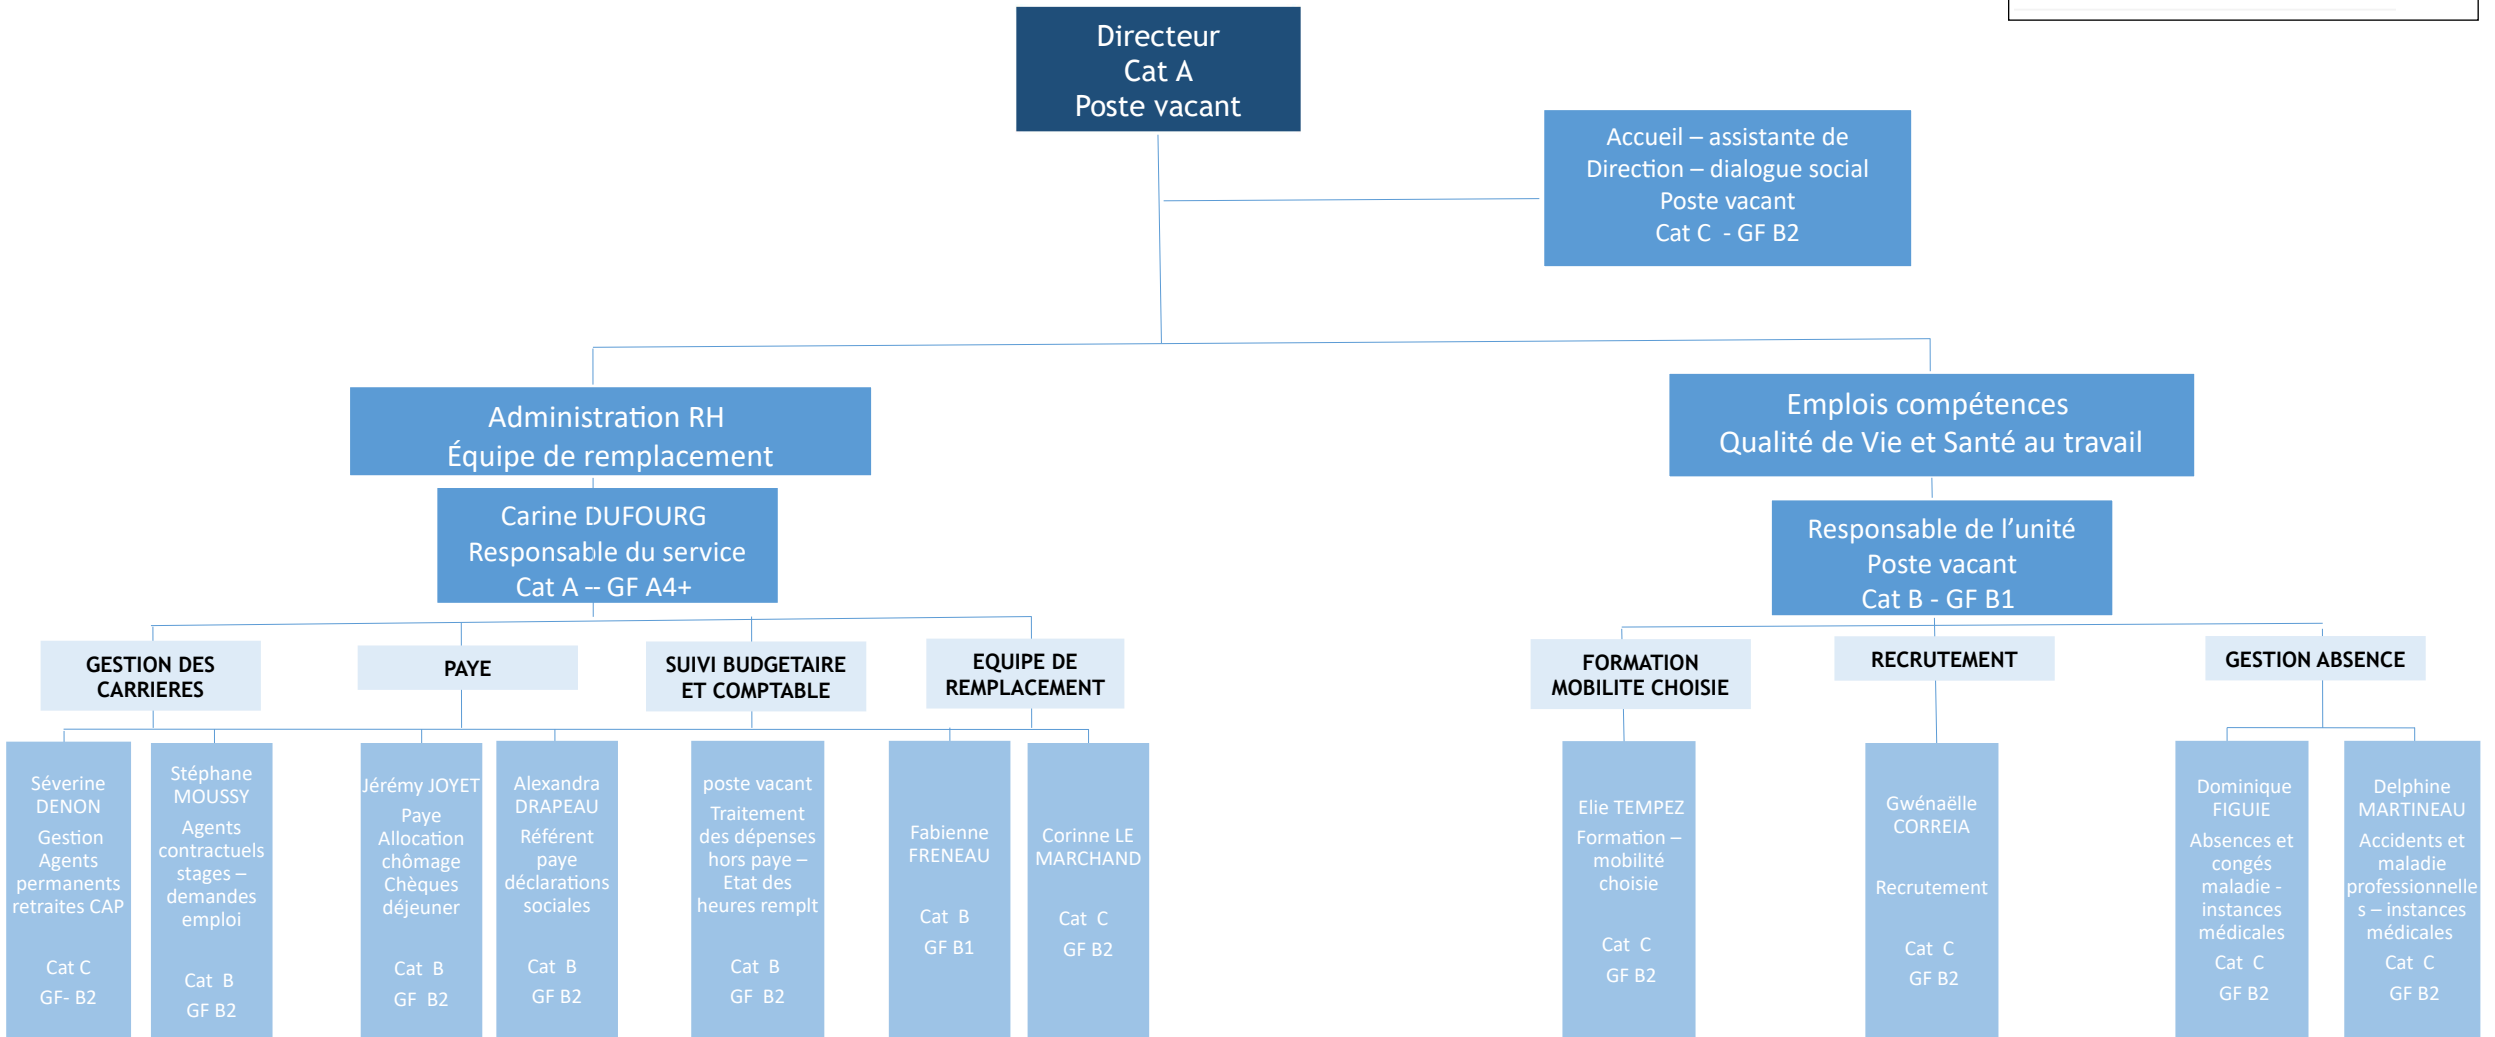 Directeur
Cat A
Poste vacant
Accueil – assistante de
Direction – dialogue social
Poste vacant
Cat C - GF B2
Administration RH
Équipe de remplacement
Carine DUFOURG
Responsable du service
Cat A -- GF A4+
Emplois compétences
Qualité de Vie et Santé au travail
Responsable de l’unité
Poste vacant
Cat B - GF B1
GESTION DES
CARRIERES
PAYE
SUIVI BUDGETAIRE
ET COMPTABLE
EQUIPE DE
REMPLACEMENT
FORMATION
MOBILITE CHOISIE
RECRUTEMENT
GESTION ABSENCE
Séverine
DENON
Gestion
Agents
permanents
retraites CAP
Cat C
GF- B2
Stéphane
MOUSSY
Agents
contractuels
stages –
demandes
emploi
Cat B
GF B2
Jérémy JOYET
Paye
Allocation
chômage
Chèques
déjeuner
Cat B
GF B2
Alexandra
DRAPEAU
Référent
paye
déclarations
sociales
Cat B
GF B2
poste vacant
Traitement
des dépenses
hors paye –
Etat des
heures remplt
Cat B
GF B2
Fabienne
FRENEAU
Cat B
GF B1
Corinne LE
MARCHAND
Cat C
GF B2
Elie TEMPEZ
Formation –
mobilité
choisie
Cat C
GF B2
Gwénaëlle
CORREIA
Recrutement
Cat C
GF B2
Dominique
FIGUIE
Absences et
congés
maladie -
instances
médicales
Cat C
GF B2
Delphine
MARTINEAU
Accidents et
maladie
professionnelle
s – instances
médicales
Cat C
GF B2